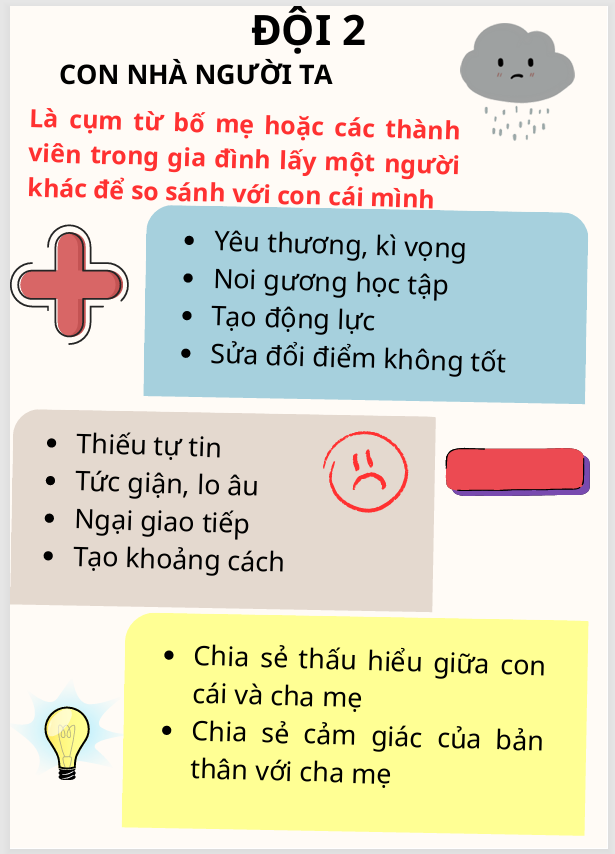 ĐỘI 2
CON NHÀ NGƯỜI TA
Là cụm từ bố mẹ hoặc các thành
viên trong gia đình lấy một người
khác để so sánh với con cái mình
• Yêu thương, kì vọng
• Noi gương học tập
• Tạo động lực
• Sửa đổi điểm không tốt
• Thiếu tự tin
• Tức giận, lo âu
• Ngại giao tiếp
• Tạo khoảng cách
• Chia sẻ thấu hiểu giữa con
cái và cha mẹ
• Chia sẻ cảm giác của bản
thân với cha mẹ